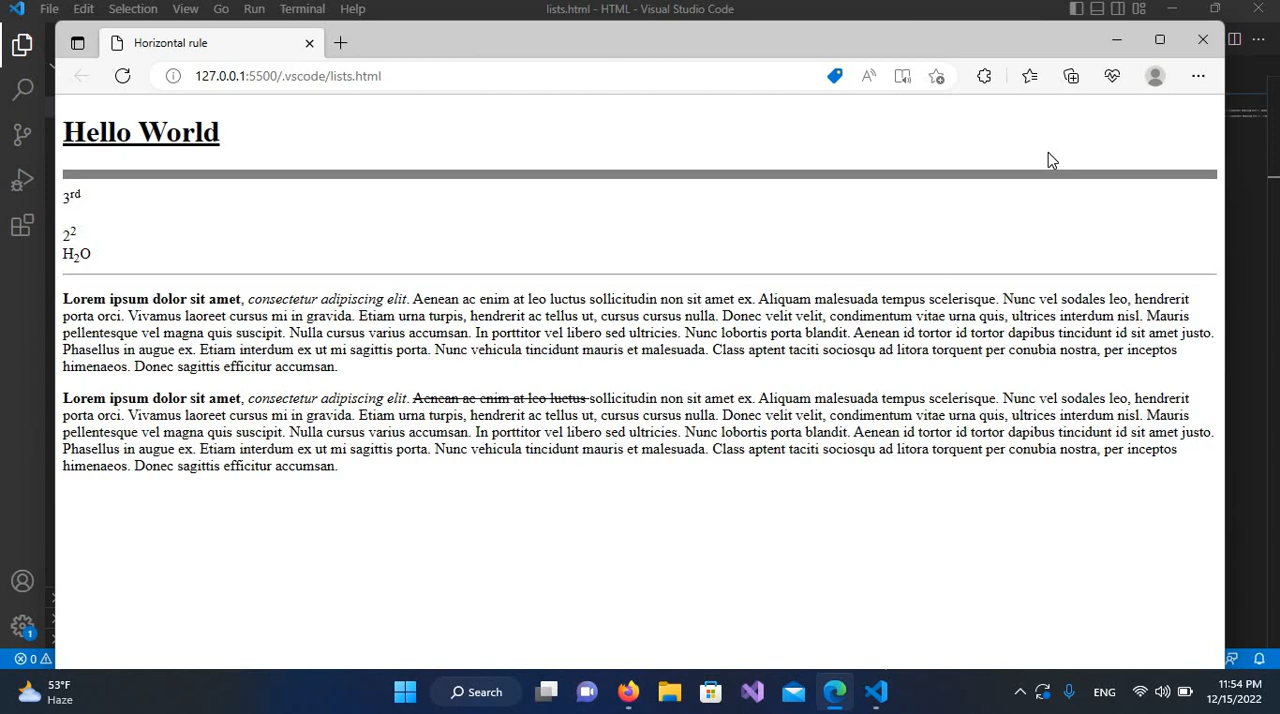 File Edit Selection View Go Run Terminal Help lists.html - HTML - Visual Studio Code
Horizontal rule
127.0.0.1:5500/.vscode/lists.html
Hello World
3rd
22
H2O
Lorem ipsum dolor sit amet, consectetur adipiscing elit. Aenean ac enim at leo luctus sollicitudin non sit amet ex. Aliquam malesuada tempus scelerisque. Nunc vel sodales leo, hendrerit
porta orci. Vivamus laoreet cursus mi in gravida. Etiam urna turpis, hendrerit ac tellus ut, cursus cursus nulla. Donec velit velit, condimentum vitae urna quis, ultrices interdum nisl. Mauris
pellentesque vel magna quis suscipit. Nulla cursus varius accumsan. In porttitor vel libero sed ultricies. Nunc lobortis porta blandit. Aenean id tortor id tortor dapibus tincidunt id sit amet justo.
Phasellus in augue ex. Etiam interdum ex ut mi sagittis porta. Nunc vehicula tincidunt mauris et malesuada. Class aptent taciti sociosqu ad litora torquent per conubia nostra, per inceptos
himenaeos. Donec sagittis efficitur accumsan.
Lorem ipsum dolor sit amet, consectetur adipiscing elit. Aenean ac enim at leo luctus sollicitudin non sit amet ex. Aliquam malesuada tempus scelerisque. Nunc vel sodales leo, hendrerit
porta orci. Vivamus laoreet cursus mi in gravida. Etiam urna turpis, hendrerit ac tellus ut, cursus cursus nulla. Donec velit velit, condimentum vitae urna quis, ultrices interdum nisl. Mauris
pellentesque vel magna quis suscipit. Nulla cursus varius accumsan. In porttitor vel libero sed ultricies. Nunc lobortis porta blandit. Aenean id tortor id tortor dapibus tincidunt id sit amet justo.
Phasellus in augue ex. Etiam interdum ex ut mi sagittis porta. Nunc vehicula tincidunt mauris et malesuada. Class aptent taciti sociosqu ad litora torquent per conubia nostra, per inceptos
himenaeos. Donec sagittis efficitur accumsan.
1
0
53°F
Haze
Search
ENG
11:54 PM
12/15/2022